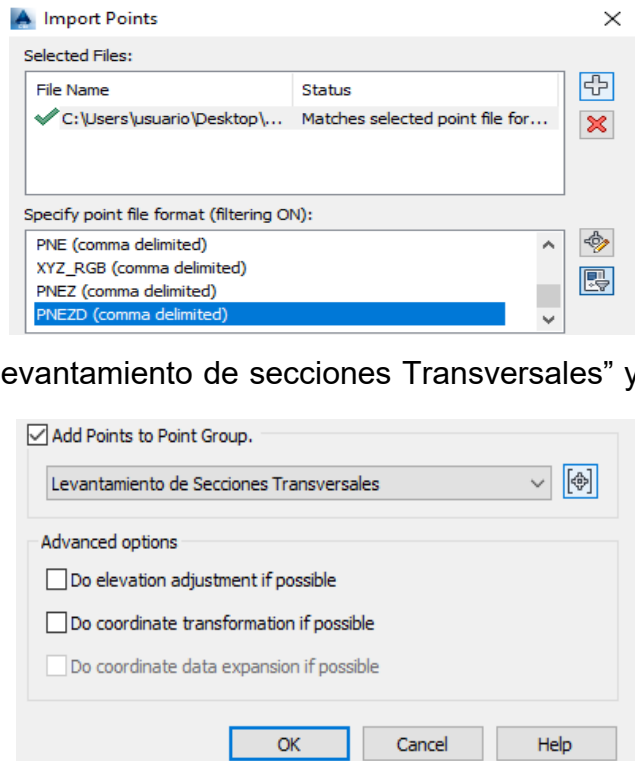 Import Points
Selected Files:
File Name Status
C:\Users\usuario\Desktop\... Matches selected point file for...
Specify point file format (filtering ON):
PNE (comma delimited)
XYZ_RGB (comma delimited)
PNEZ (comma delimited)
PNEZD (comma delimited)
evantamiento de secciones Transversales” y
Add Points to Point Group.
Levantamiento de Secciones Transversales
Advanced options
Do elevation adjustment if possible
Do coordinate transformation if possible
Do coordinate data expansion if possible
OK Cancel Help